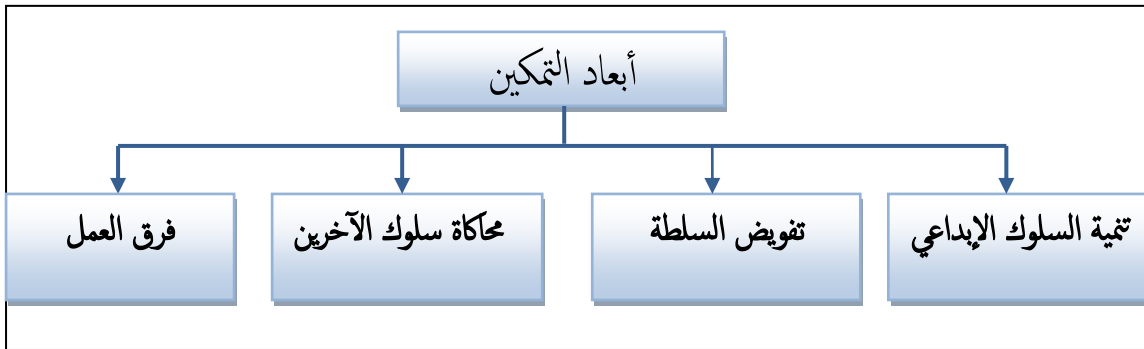 أبعاد التمكين
تنمية السلوك الإبداعي
تفويض السلطة
محاكاة سلوك الآخرين
فرق العمل